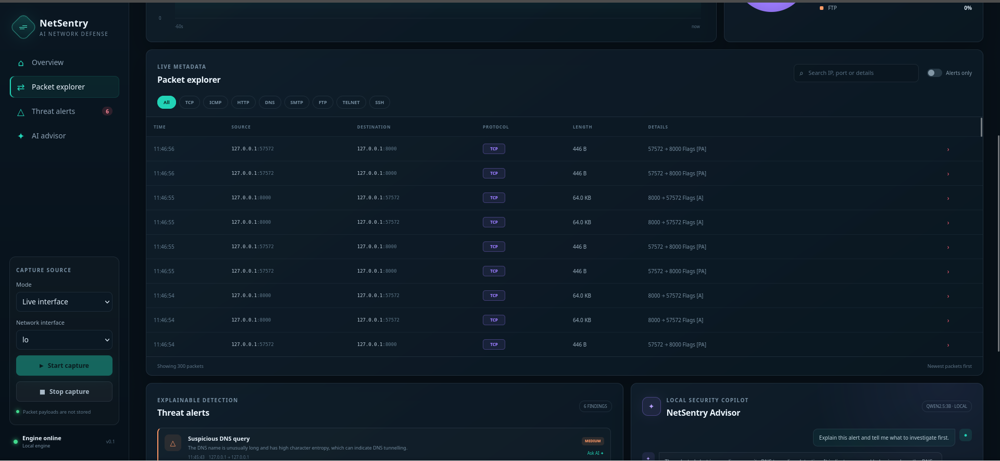 NetSentry
AI NETWORK DEFENSE
Overview
Packet explorer
Threat alerts 6
AI advisor
CAPTURE SOURCE
Mode
Live interface
Network interface
lo
Start capture
Stop capture
Packet payloads are not stored
Engine online
Local engine
v0.1
0
-60s now
FTP 0%
LIVE METADATA
Packet explorer
Search IP, port or details
Alerts only
All TCP ICMP HTTP DNS SMTP FTP TELNET SSH
TIME SOURCE DESTINATION PROTOCOL LENGTH DETAILS
11:46:56 127.0.0.1:57572 127.0.0.1:8000 TCP 446 B 57572 → 8000 Flags [PA] ›
11:46:56 127.0.0.1:57572 127.0.0.1:8000 TCP 446 B 57572 → 8000 Flags [PA] ›
11:46:55 127.0.0.1:8000 127.0.0.1:57572 TCP 64.0 KB 8000 → 57572 Flags [A] ›
11:46:55 127.0.0.1:8000 127.0.0.1:57572 TCP 64.0 KB 8000 → 57572 Flags [A] ›
11:46:55 127.0.0.1:57572 127.0.0.1:8000 TCP 446 B 57572 → 8000 Flags [PA] ›
11:46:55 127.0.0.1:57572 127.0.0.1:8000 TCP 446 B 57572 → 8000 Flags [PA] ›
11:46:54 127.0.0.1:8000 127.0.0.1:57572 TCP 64.0 KB 8000 → 57572 Flags [A] ›
11:46:54 127.0.0.1:8000 127.0.0.1:57572 TCP 64.0 KB 8000 → 57572 Flags [A] ›
11:46:54 127.0.0.1:57572 127.0.0.1:8000 TCP 446 B 57572 → 8000 Flags [PA] ›
Showing 300 packets Newest packets first
EXPLAINABLE DETECTION
Threat alerts
6 FINDINGS
Suspicious DNS query
The DNS name is unusually long and has high character entropy, which can indicate DNS tunnelling.
11:45:43 127.0.0.1 → 127.0.0.1
MEDIUM
Ask AI ✦
LOCAL SECURITY COPILOT
NetSentry Advisor
QWEN2.5:3B · LOCAL
Explain this alert and tell me what to investigate first.